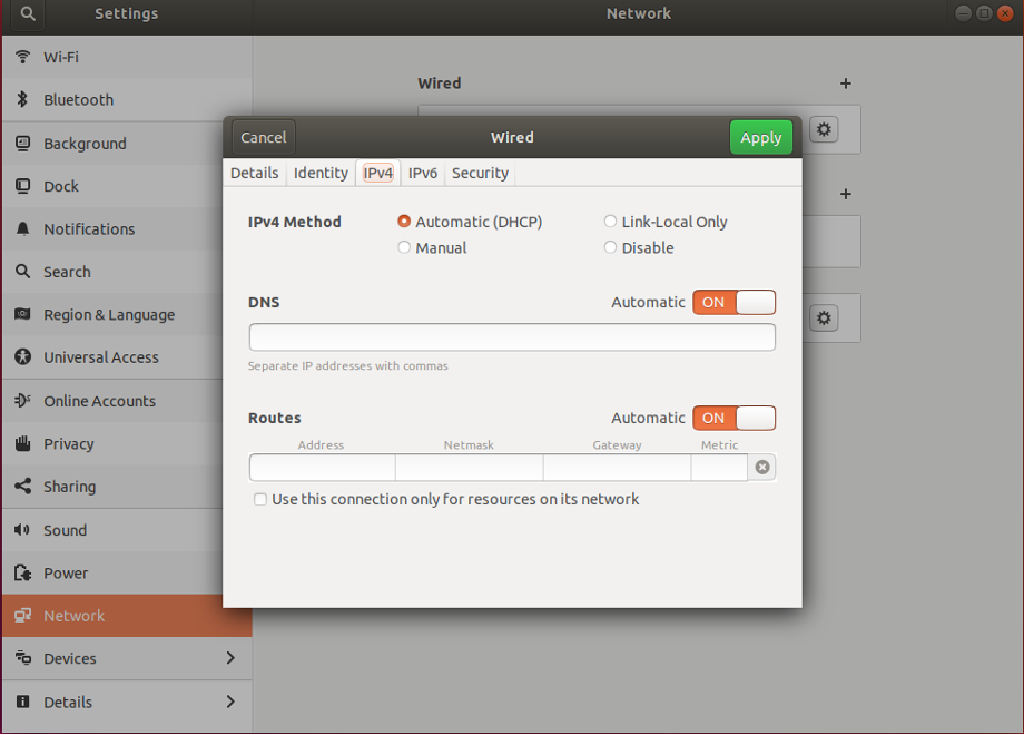 Settings
Network
Wi-Fi
Bluetooth
Background
Dock
Notifications
Search
Region & Language
Universal Access
Online Accounts
Privacy
Sharing
Sound
Power
Network
Devices
Details
Wired
Cancel Wired Apply
Details Identity IPv4 IPv6 Security
IPv4 Method Automatic (DHCP) Link-Local Only
Manual Disable
DNS Automatic ON
Separate IP addresses with commas
Routes Automatic ON
Address Netmask Gateway Metric
Use this connection only for resources on its network